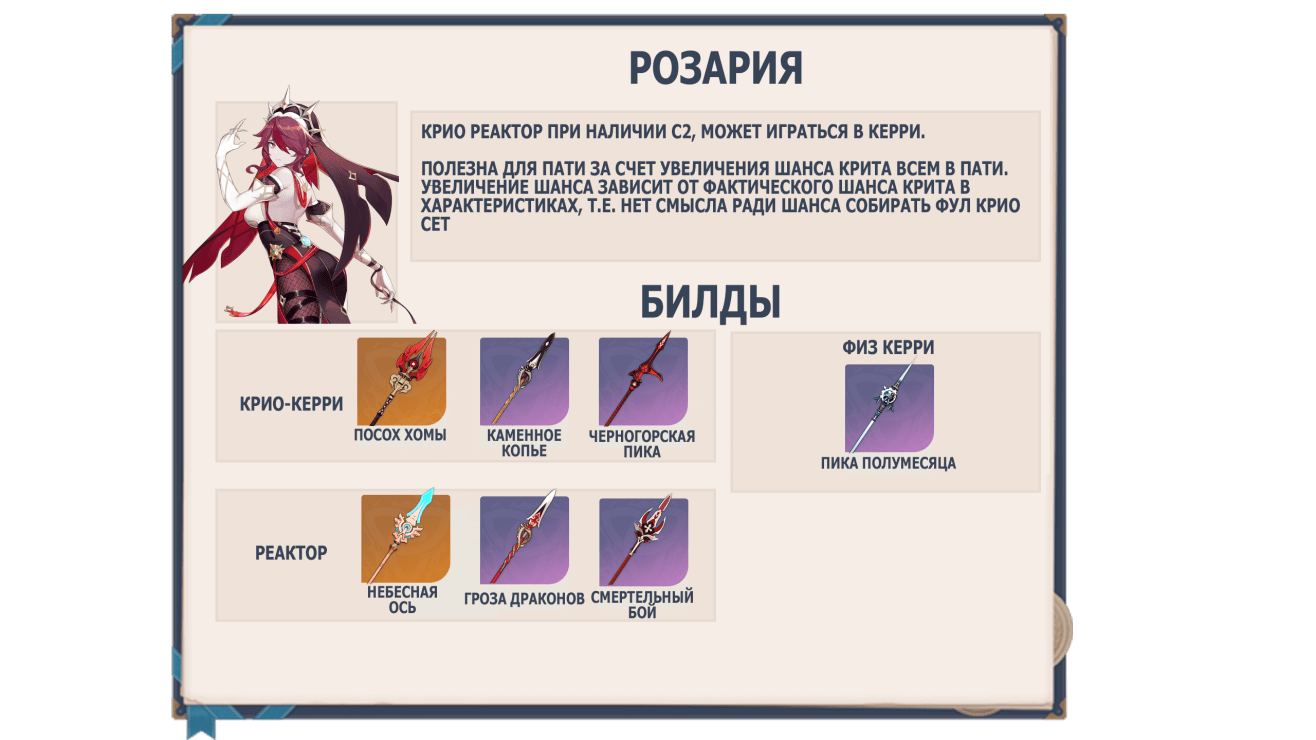 РОЗАРИЯ
КРИО РЕАКТОР ПРИ НАЛИЧИИ С2, МОЖЕТ ИГРАТЬСЯ В КЕРРИ.
ПОЛЕЗНА ДЛЯ ПАТИ ЗА СЧЕТ УВЕЛИЧЕНИЯ ШАНСА КРИТА ВСЕМ В ПАТИ.
УВЕЛИЧЕНИЕ ШАНСА ЗАВИСИТ ОТ ФАКТИЧЕСКОГО ШАНСА КРИТА В
ХАРАКТЕРИСТИКАХ, Т.Е. НЕТ СМЫСЛА РАДИ ШАНСА СОБИРАТЬ ФУЛ КРИО
СЕТ
БИЛДЫ
КРИО-КЕРРИ
ПОСОХ ХОМЫ
КАМЕННОЕ
КОПЬЕ
ЧЕРНОГОРСКАЯ
ПИКА
ФИЗ КЕРРИ
ПИКА ПОЛУМЕСЯЦА
РЕАКТОР
НЕБЕСНАЯ
ОСЬ
ГРОЗА ДРАКОНОВ
СМЕРТЕЛЬНЫЙ
БОЙ